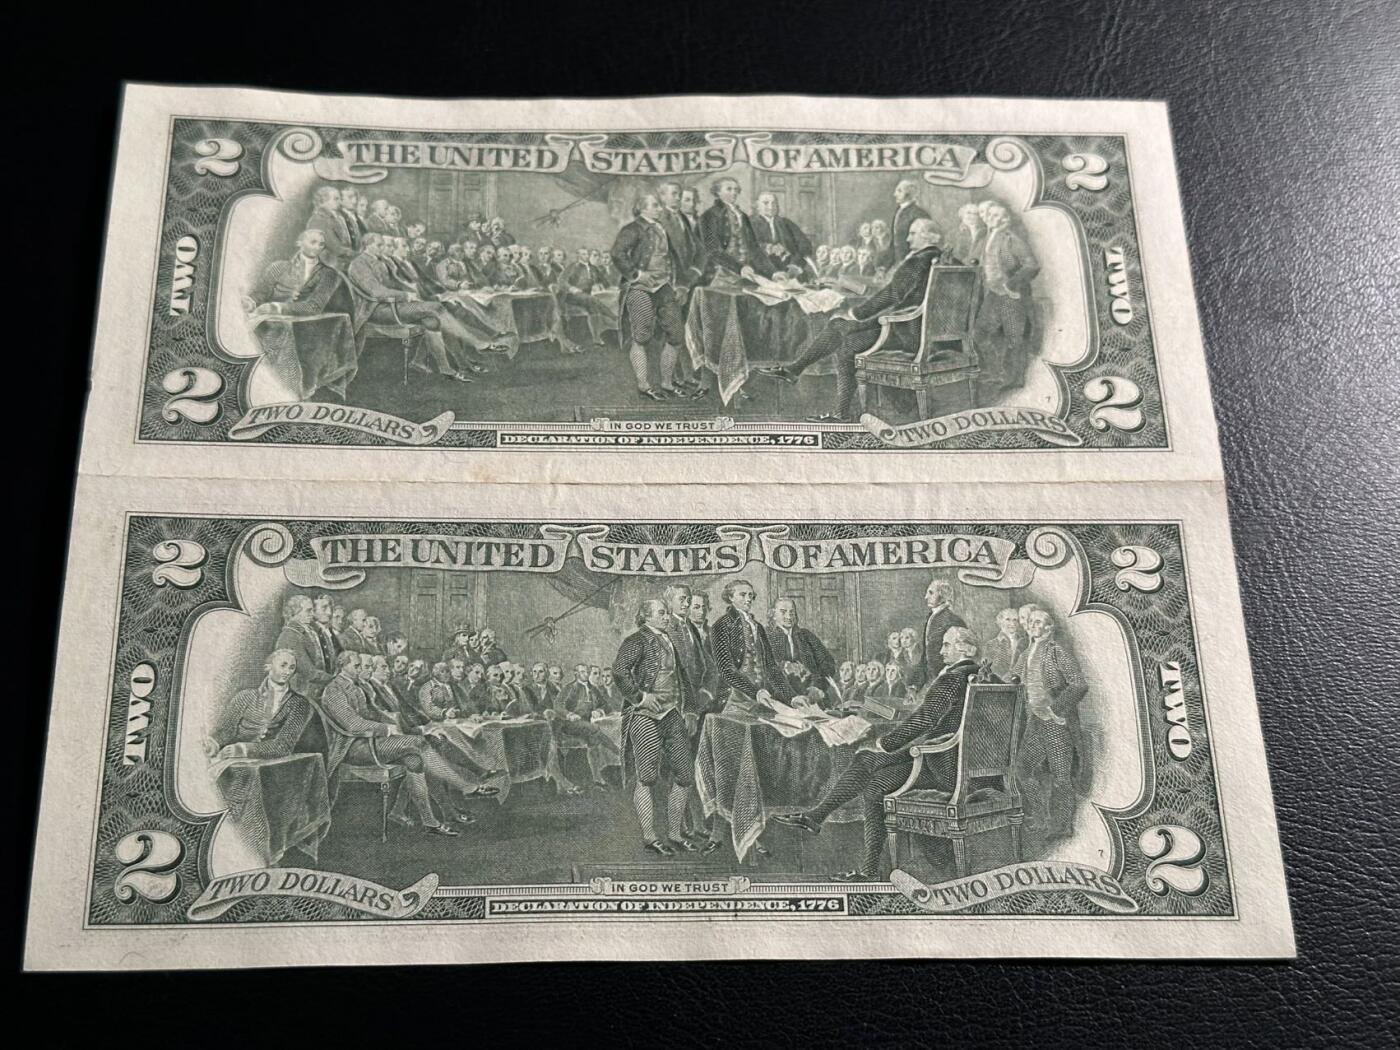 2 THE UNITED STATES OF AMERICA 2
TWO TWO
2 2
TWO DOLLARS IN GOD WE TRUST TWO DOLLARS
7
DECLARATION OF INDEPENDENCE, 1776
2 THE UNITED STATES OF AMERICA 2
TWO TWO
2 2
7
TWO DOLLARS IN GOD WE TRUST TWO DOLLARS
DECLARATION OF INDEPENDENCE, 1776